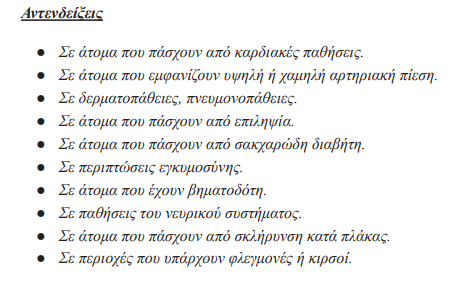 Αντενδείξεις
● Σε άτομα που πάσχουν από καρδιακές παθήσεις.
● Σε άτομα που εμφανίζουν υψηλή ή χαμηλή αρτηριακή πίεση.
● Σε δερματοπάθειες, πνευμονοπάθειες.
● Σε άτομα που πάσχουν από επιληψία.
● Σε άτομα που πάσχουν από σακχαρώδη διαβήτη.
● Σε περιπτώσεις εγκυμοσύνης.
● Σε άτομα που έχουν βηματοδότη.
● Σε παθήσεις του νευρικού συστήματος.
● Σε άτομα που πάσχουν από σκλήρυνση κατά πλάκας.
● Σε περιοχές που υπάρχουν φλεγμονές ή κιρσοί.